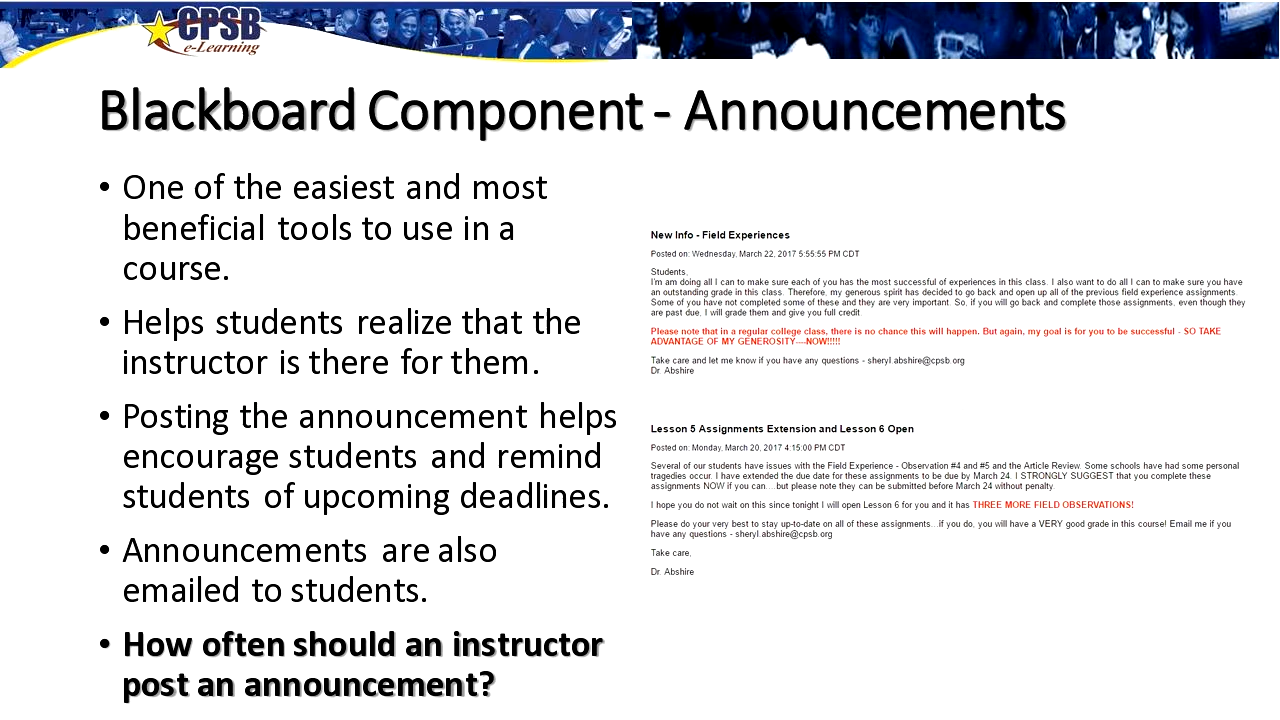 CPSB
e-Learning
Blackboard Component - Announcements
• One of the easiest and most
beneficial tools to use in a
course.
• Helps students realize that the
instructor is there for them.
• Posting the announcement helps
encourage students and remind
students of upcoming deadlines.
• Announcements are also
emailed to students.
• How often should an instructor
post an announcement?
New Info - Field Experiences
Posted on: Wednesday, March 22, 2017 5:55:55 PM CDT
Students,
I'm am doing all I can to make sure each of you has the most successful of experiences in this class. I also want to do all I can to make sure you have
an outstanding grade in this class. Therefore, my generous spirit has decided to go back and open up all of the previous field experience assignments.
Some of you have not completed some of these and they are very important. So, if you will go back and complete those assignments, even though they
are past due, I will grade them and give you full credit.
Please note that in a regular college class, there is no chance this will happen. But again, my goal is for you to be successful - SO TAKE
ADVANTAGE OF MY GENEROSITY----NOW!!!!!
Take care and let me know if you have any questions - sheryl.abshire@cpsb.org
Dr. Abshire
Lesson 5 Assignments Extension and Lesson 6 Open
Posted on: Monday, March 20, 2017 4:15:00 PM CDT
Several of our students have issues with the Field Experience - Observation #4 and #5 and the Article Review. Some schools have had some personal
tragedies occur. I have extended the due date for these assignments to be due by March 24. I STRONGLY SUGGEST that you complete these
assignments NOW if you can....but please note they can be submitted before March 24 without penalty.
I hope you do not wait on this since tonight I will open Lesson 6 for you and it has THREE MORE FIELD OBSERVATIONS!
Please do your very best to stay up-to-date on all of these assignments...if you do, you will have a VERY good grade in this course! Email me if you
have any questions - sheryl.abshire@cpsb.org
Take care,
Dr. Abshire